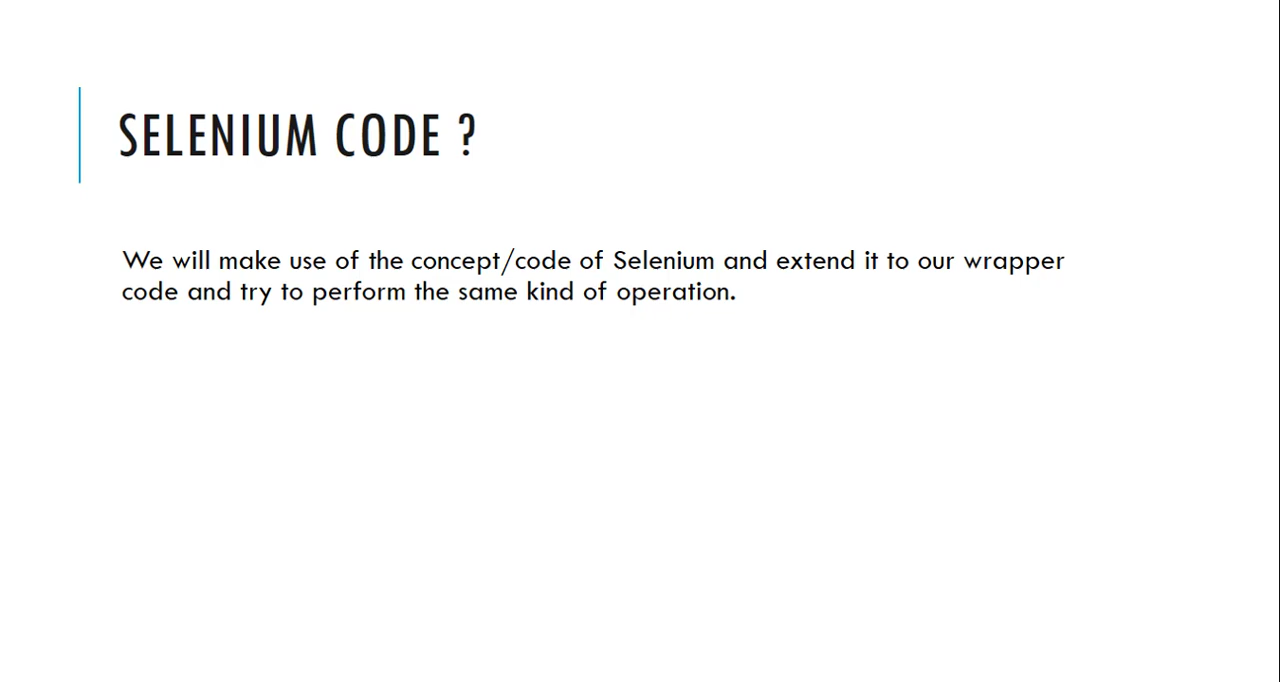 SELENIUM CODE ?
We will make use of the concept/code of Selenium and extend it to our wrapper
code and try to perform the same kind of operation.